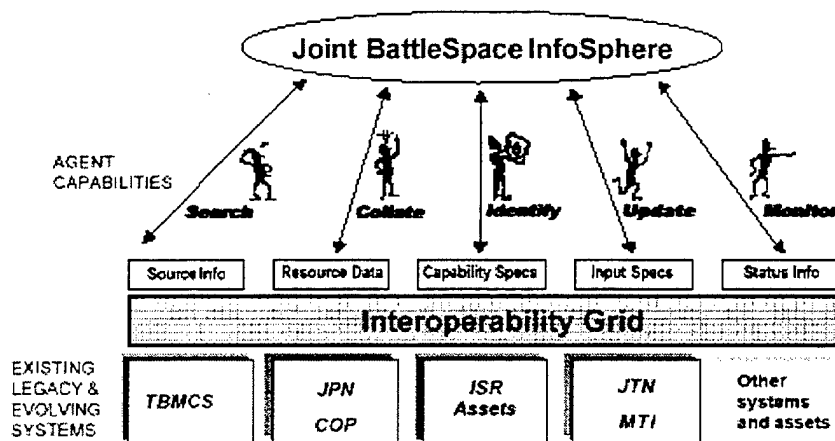 Joint BattleSpace InfoSphere
AGENT
CAPABILITIES
Search
Collate
Identify
Update
Monitor
Source Info
Resource Data
Capability Specs
Input Specs
Status Info
Interoperability Grid
EXISTING
LEGACY &
EVOLVING
SYSTEMS
TBMCS
JPN
COP
ISR
Assets
JTN
MTI
Other
systems
and assets